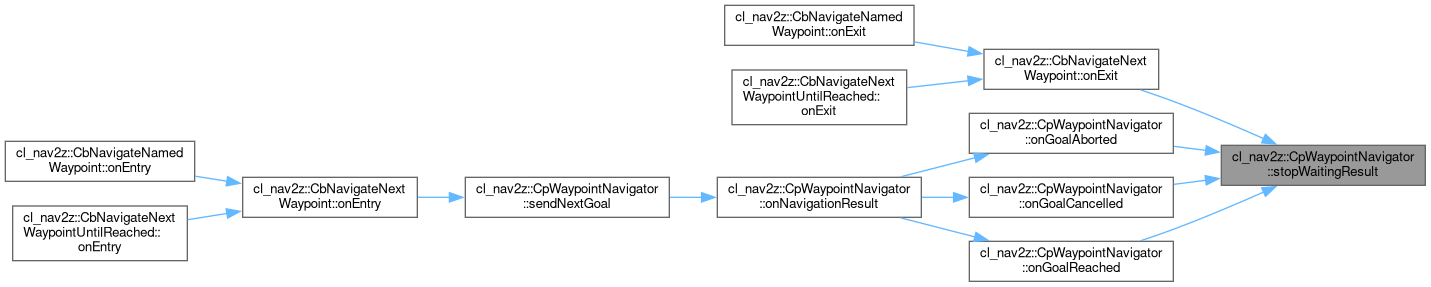 cl_nav2z::CbNavigateNamed
Waypoint::onExit
cl_nav2z::CbNavigateNext
Waypoint::onExit
cl_nav2z::CbNavigateNext
WaypointUntilReached::
onExit
cl_nav2z::CpWaypointNavigator
::onGoalAborted
cl_nav2z::CbNavigateNamed
Waypoint::onEntry
cl_nav2z::CpWaypointNavigator
::stopWaitingResult
cl_nav2z::CbNavigateNext
Waypoint::onEntry
cl_nav2z::CpWaypointNavigator
::sendNextGoal
cl_nav2z::CpWaypointNavigator
::onNavigationResult
cl_nav2z::CpWaypointNavigator
::onGoalCancelled
cl_nav2z::CbNavigateNext
WaypointUntilReached::
onEntry
cl_nav2z::CpWaypointNavigator
::onGoalReached